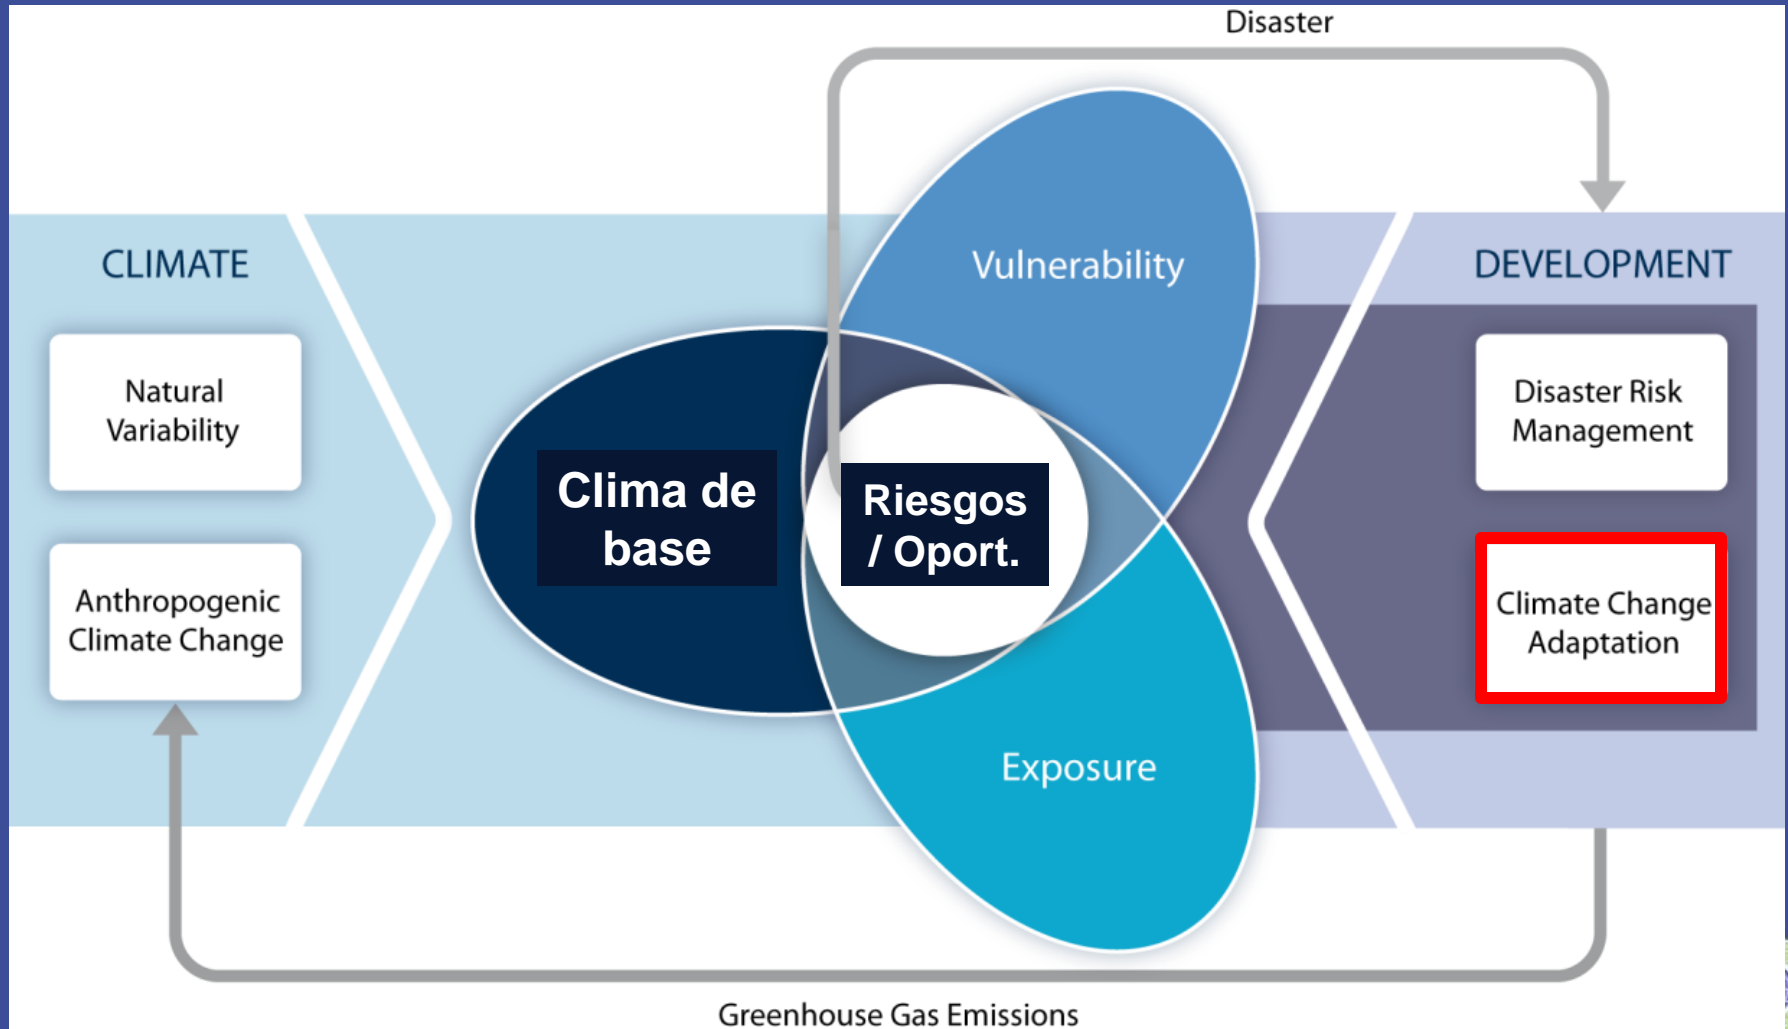 Disaster
CLIMATE
Natural
Variability
Anthropogenic
Climate Change
Vulnerability
Clima de
base
Riesgos
/ Oport.
Exposure
DEVELOPMENT
Disaster Risk
Management
Climate Change
Adaptation
Greenhouse Gas Emissions